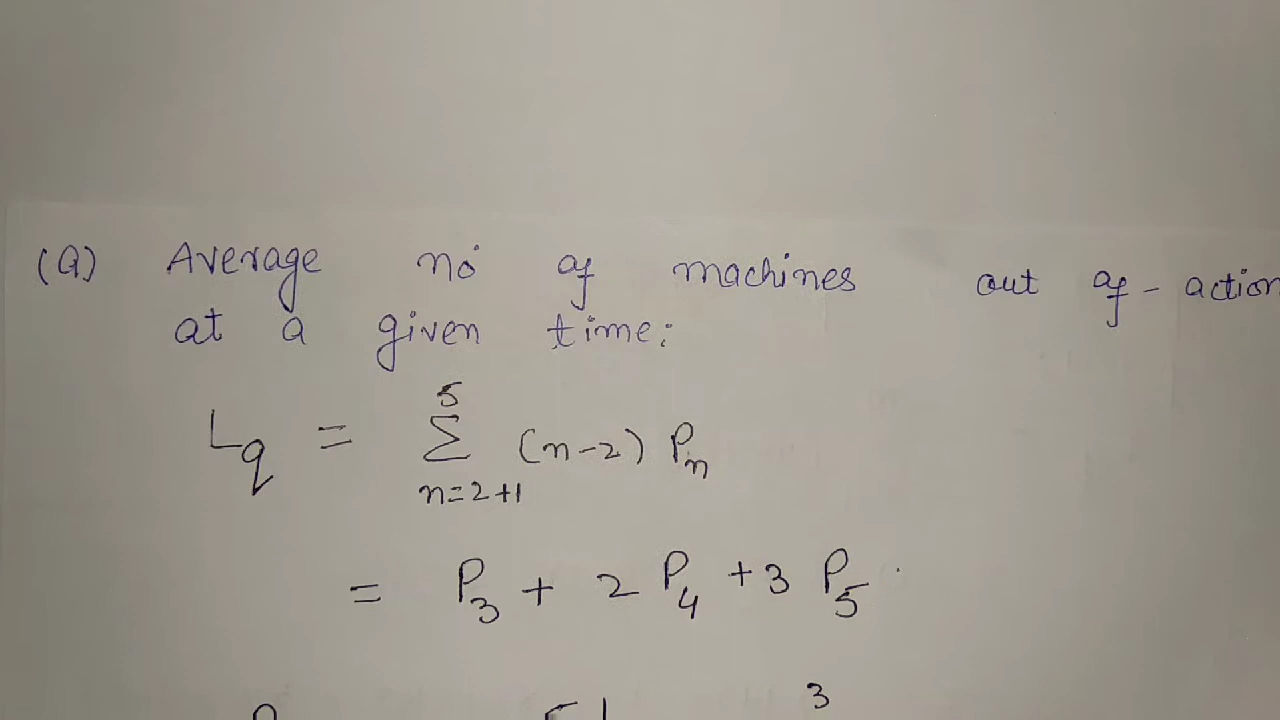 (a) Average no of machines out of - action
at a given time:
Lq = 5 Σ n=2+1 (n-2) Pn
= P3 + 2 P4 + 3 P5
3